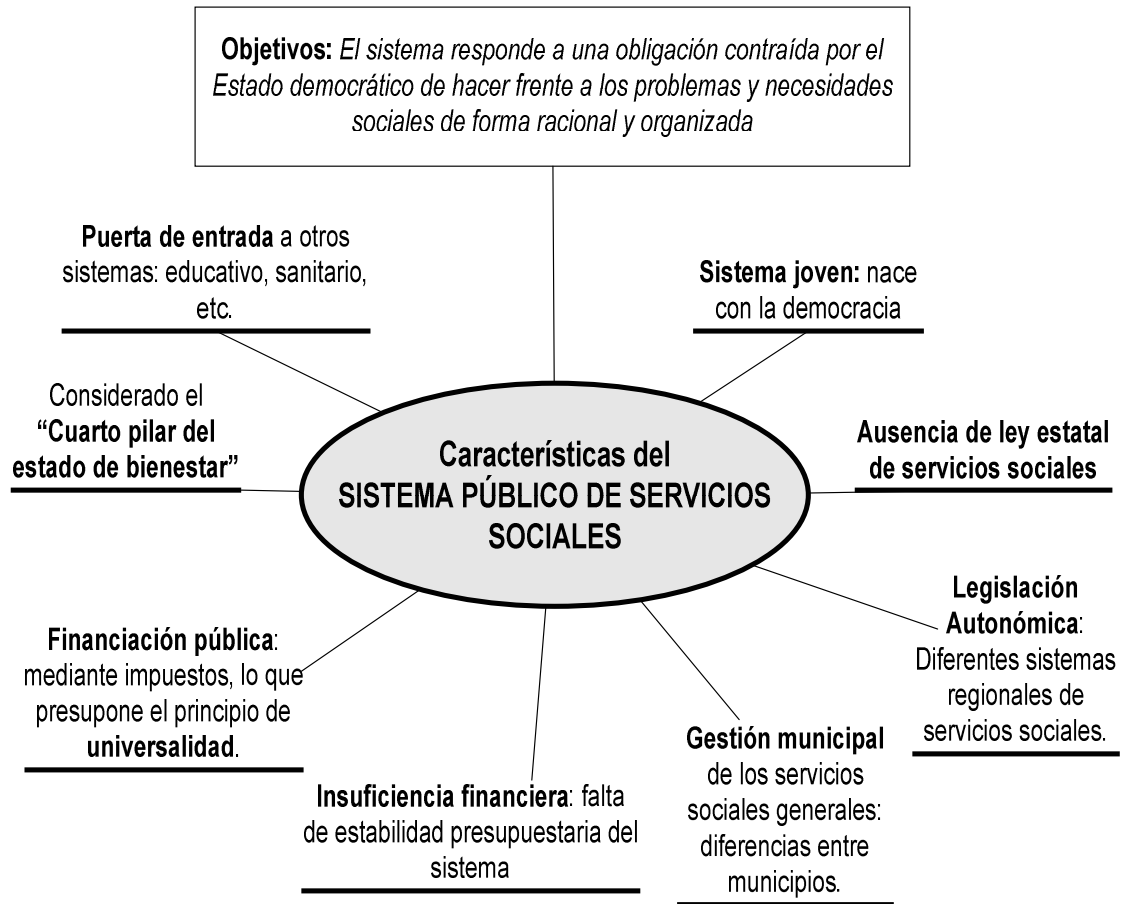 Objetivos: El sistema responde a una obligación contraída por el
Estado democrático de hacer frente a los problemas y necesidades
sociales de forma racional y organizada
Puerta de entrada a otros
sistemas: educativo, sanitario,
etc.
Sistema joven: nace
con la democracia
Considerado el
“Cuarto pilar del
estado de bienestar”
Características del
SISTEMA PÚBLICO DE SERVICIOS
SOCIALES
Ausencia de ley estatal
de servicios sociales
Legislación
Autonómica:
Diferentes sistemas
regionales de
servicios sociales.
Financiación pública:
mediante impuestos, lo que
presupone el principio de
universalidad.
Insuficiencia financiera: falta
de estabilidad presupuestaria del
sistema
Gestión municipal
de los servicios
sociales generales:
diferencias entre
municipios.